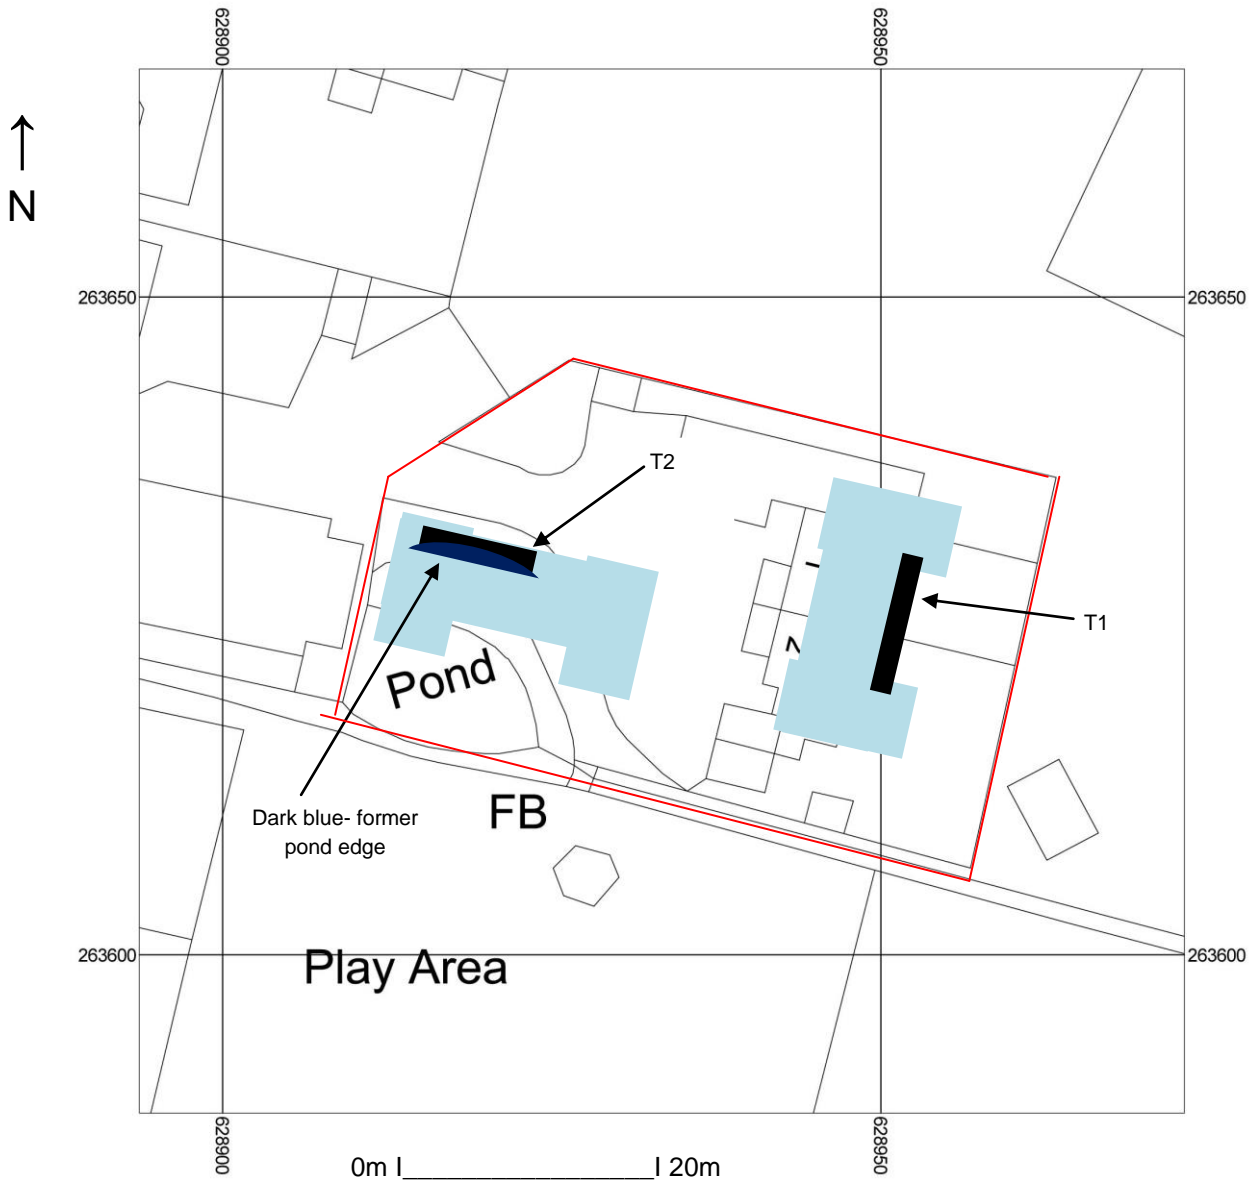 628900
628950
N
263650
263650
T2
T1
Pond
Dark blue- former
pond edge
FB
263600
263600
Play Area
628900
628950
0m I__________________I 20m